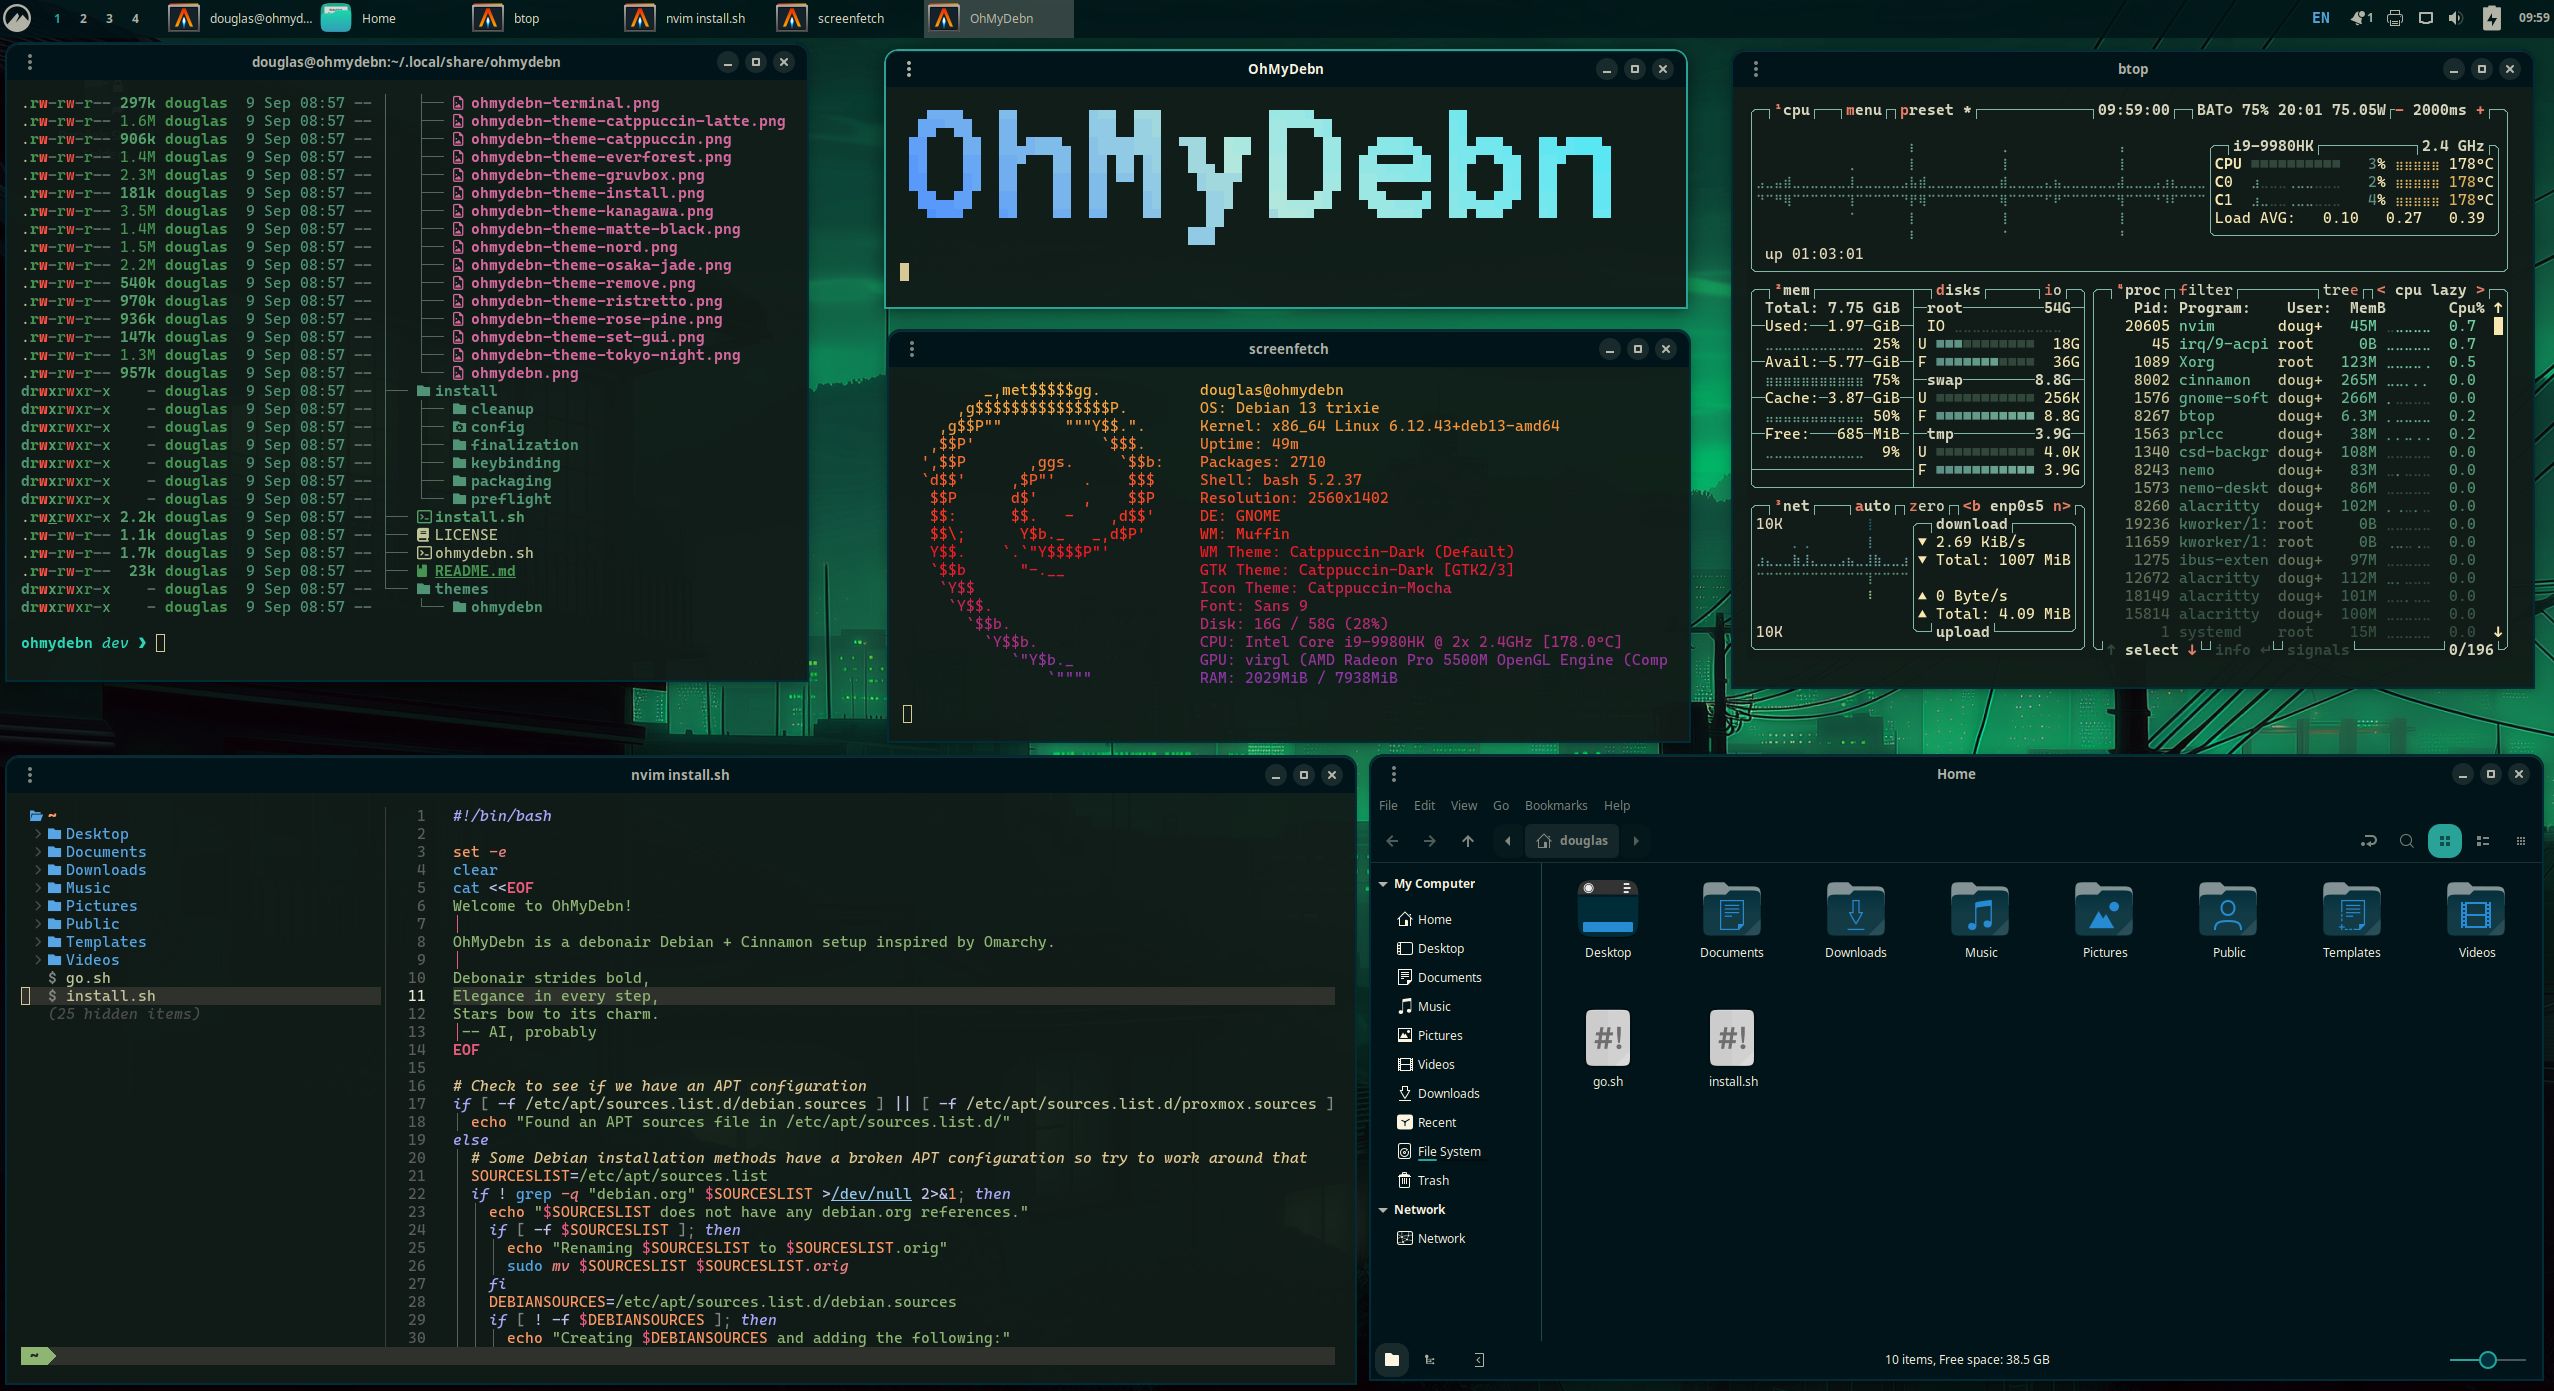 1 2 3 4 douglas@ohmyd... Home btop nvim install.sh screenfetch OhMyDebn EN 1 09:59
douglas@ohmydebn:~/.local/share/ohmydebn
.rw-rw-r-- 297k douglas 9 Sep 08:57 -- ohmydebn-terminal.png
.rw-rw-r-- 1.6M douglas 9 Sep 08:57 -- ohmydebn-theme-catppuccin-latte.png
.rw-rw-r-- 906k douglas 9 Sep 08:57 -- ohmydebn-theme-catppuccin.png
.rw-rw-r-- 1.4M douglas 9 Sep 08:57 -- ohmydebn-theme-everforest.png
.rw-rw-r-- 2.3M douglas 9 Sep 08:57 -- ohmydebn-theme-gruvbox.png
.rw-rw-r-- 181k douglas 9 Sep 08:57 -- ohmydebn-theme-install.png
.rw-rw-r-- 3.5M douglas 9 Sep 08:57 -- ohmydebn-theme-kanagawa.png
.rw-rw-r-- 1.4M douglas 9 Sep 08:57 -- ohmydebn-theme-matte-black.png
.rw-rw-r-- 1.5M douglas 9 Sep 08:57 -- ohmydebn-theme-nord.png
.rw-rw-r-- 2.2M douglas 9 Sep 08:57 -- ohmydebn-theme-osaka-jade.png
.rw-rw-r-- 540k douglas 9 Sep 08:57 -- ohmydebn-theme-remove.png
.rw-rw-r-- 970k douglas 9 Sep 08:57 -- ohmydebn-theme-ristretto.png
.rw-rw-r-- 936k douglas 9 Sep 08:57 -- ohmydebn-theme-rose-pine.png
.rw-rw-r-- 147k douglas 9 Sep 08:57 -- ohmydebn-theme-set-gui.png
.rw-rw-r-- 1.3M douglas 9 Sep 08:57 -- ohmydebn-theme-tokyo-night.png
.rw-rw-r-- 957k douglas 9 Sep 08:57 -- ohmydebn.png
drwxrwxr-x - douglas 9 Sep 08:57 -- install
drwxrwxr-x - douglas 9 Sep 08:57 -- cleanup
drwxrwxr-x - douglas 9 Sep 08:57 -- config
drwxrwxr-x - douglas 9 Sep 08:57 -- finalization
drwxrwxr-x - douglas 9 Sep 08:57 -- keybinding
drwxrwxr-x - douglas 9 Sep 08:57 -- packaging
drwxrwxr-x - douglas 9 Sep 08:57 -- preflight
.rwxrwxr-x 2.2k douglas 9 Sep 08:57 -- install.sh
.rw-rw-r-- 1.1k douglas 9 Sep 08:57 -- LICENSE
.rw-rw-r-- 1.7k douglas 9 Sep 08:57 -- ohmydebn.sh
.rw-rw-r-- 23k douglas 9 Sep 08:57 -- README.md
drwxrwxr-x - douglas 9 Sep 08:57 -- themes
drwxrwxr-x - douglas 9 Sep 08:57 -- ohmydebn
ohmydebn dev ❯
OhMyDebn
OhMyDebn
screenfetch
_,met$$$$$gg.
,g$$$$$$$$$$$$$$$P.
,g$$P"" """Y$$.".
,$$P' `$$$.
',$$P ,ggs. `$$b:
`d$$' ,$P"' . $$$
$$P d$' , $$P
$$: $$. - ,d$$'
$$\; Y$b._ _,d$P'
Y$$. `.`"Y$$$$P"'
`$$b "-.__
`Y$$
`Y$$.
`$$b.
`Y$$b.
`"Y$b._
`""""
douglas@ohmydebn
OS: Debian 13 trixie
Kernel: x86_64 Linux 6.12.43+deb13-amd64
Uptime: 49m
Packages: 2710
Shell: bash 5.2.37
Resolution: 2560x1402
DE: GNOME
WM: Muffin
WM Theme: Catppuccin-Dark (Default)
GTK Theme: Catppuccin-Dark [GTK2/3]
Icon Theme: Catppuccin-Mocha
Font: Sans 9
Disk: 16G / 58G (28%)
CPU: Intel Core i9-9980HK @ 2x 2.4GHz [178.0°C]
GPU: virgl (AMD Radeon Pro 5500M OpenGL Engine (Comp
RAM: 2029MiB / 7938MiB
btop
¹cpu menu preset * 09:59:00 BAT 75% 20:01 75.05W - 2000ms +
i9-9980HK 2.4 GHz
CPU 3% 178°C
C0 2% 178°C
C1 4% 178°C
Load AVG: 0.10 0.27 0.39
up 01:03:01
²mem
Total: 7.75 GiB
Used: 1.97 GiB
25%
Avail: 5.77 GiB
75%
Cache: 3.87 GiB
50%
Free: 685 MiB
9%
disks io
root 54G
IO
U 18G
F 36G
swap 8.8G
U 256K
F 8.8G
tmp 3.9G
U 4.0K
F 3.9G
³net auto zero <b enp0s5 n>
10K
download
▼ 2.69 KiB/s
▼ Total: 1007 MiB
▲ 0 Byte/s
▲ Total: 4.09 MiB
10K
upload
⁴proc filter tree < cpu lazy >
Pid: Program: User: MemB Cpu% ↑
20605 nvim doug+ 45M 0.7
45 irq/9-acpi root 0B 0.7
1089 Xorg root 123M 0.5
8002 cinnamon doug+ 265M 0.0
1576 gnome-soft doug+ 266M 0.0
8267 btop doug+ 6.3M 0.2
1563 prlcc doug+ 38M 0.2
1340 csd-backgr doug+ 108M 0.0
8243 nemo doug+ 83M 0.0
1573 nemo-deskt doug+ 86M 0.0
8260 alacritty doug+ 102M 0.0
19236 kworker/1: root 0B 0.0
11659 kworker/1: root 0B 0.0
1275 ibus-exten doug+ 97M 0.0
12672 alacritty doug+ 112M 0.0
18149 alacritty doug+ 101M 0.0
15814 alacritty doug+ 100M 0.0
1 systemd root 15M 0.0 ↓
↑ select ↓ info ↵ signals 0/196
nvim install.sh
~
Desktop
Documents
Downloads
Music
Pictures
Public
Templates
Videos
$ go.sh
$ install.sh
(25 hidden items)
1 #!/bin/bash
2
3 set -e
4 clear
5 cat <<EOF
6 Welcome to OhMyDebn!
7
8 OhMyDebn is a debonair Debian + Cinnamon setup inspired by Omarchy.
9
10 Debonair strides bold,
11 Elegance in every step,
12 Stars bow to its charm.
13 -- AI, probably
14 EOF
15
16 # Check to see if we have an APT configuration
17 if [ -f /etc/apt/sources.list.d/debian.sources ] || [ -f /etc/apt/sources.list.d/proxmox.sources ]
18 echo "Found an APT sources file in /etc/apt/sources.list.d/"
19 else
20 # Some Debian installation methods have a broken APT configuration so try to work around that
21 SOURCESLIST=/etc/apt/sources.list
22 if ! grep -q "debian.org" $SOURCESLIST >/dev/null 2>&1; then
23 echo "$SOURCESLIST does not have any debian.org references."
24 if [ -f $SOURCESLIST ]; then
25 echo "Renaming $SOURCESLIST to $SOURCESLIST.orig"
26 sudo mv $SOURCESLIST $SOURCESLIST.orig
27 fi
28 DEBIANSOURCES=/etc/apt/sources.list.d/debian.sources
29 if [ ! -f $DEBIANSOURCES ]; then
30 echo "Creating $DEBIANSOURCES and adding the following:"
~
Home
File Edit View Go Bookmarks Help
douglas
My Computer
Home
Desktop
Documents
Music
Pictures
Videos
Downloads
Recent
File System
Trash
Network
Network
Desktop Documents Downloads Music Pictures Public Templates Videos
#! #!
go.sh install.sh
10 items, Free space: 38.5 GB